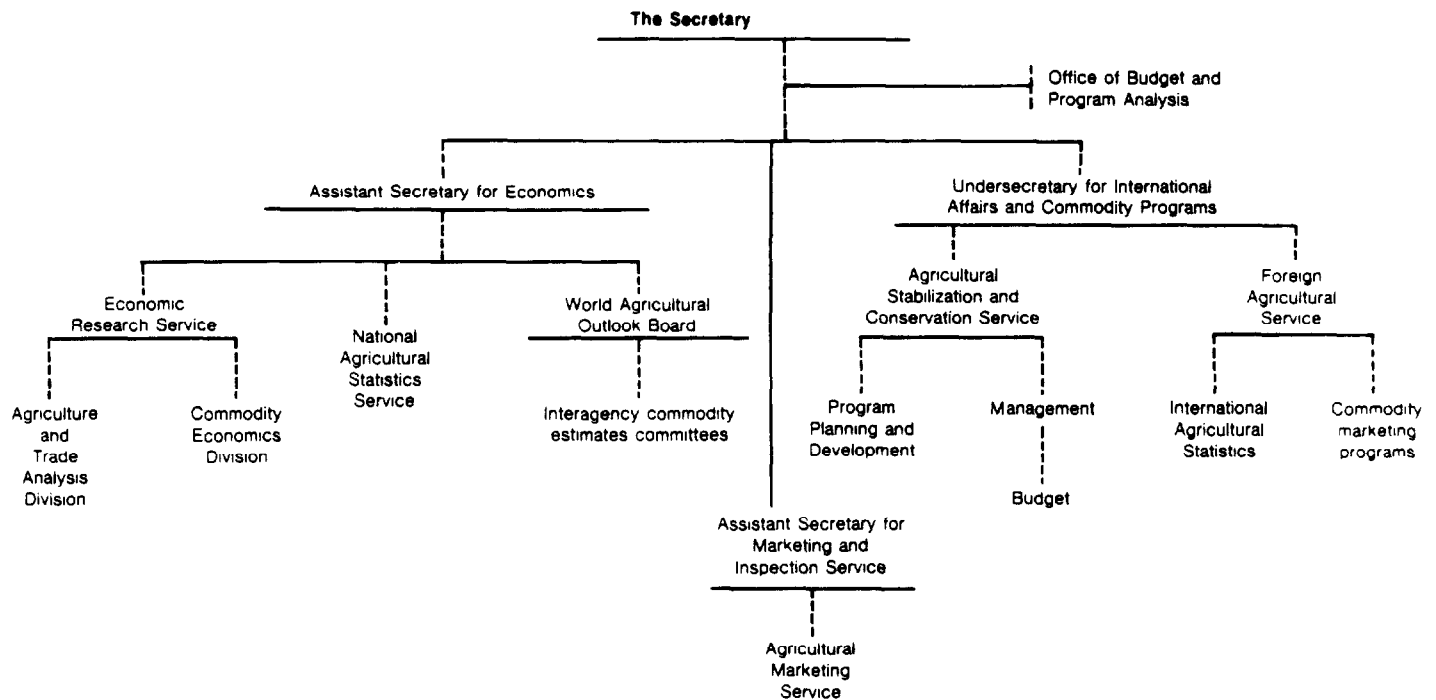 The Secretary
Office of Budget and
Program Analysis
Assistant Secretary for Economics
Undersecretary for International
Affairs and Commodity Programs
Economic
Research Service
National
Agricultural
Statistics
Service
World Agricultural
Outlook Board
Agricultural
Stabilization and
Conservation Service
Foreign
Agricultural
Service
Agriculture
and
Trade
Analysis
Division
Commodity
Economics
Division
Interagency commodity
estimates committees
Program
Planning and
Development
Management
Budget
International
Agricultural
Statistics
Commodity
marketing
programs
Assistant Secretary for
Marketing and
Inspection Service
Agricultural
Marketing
Service